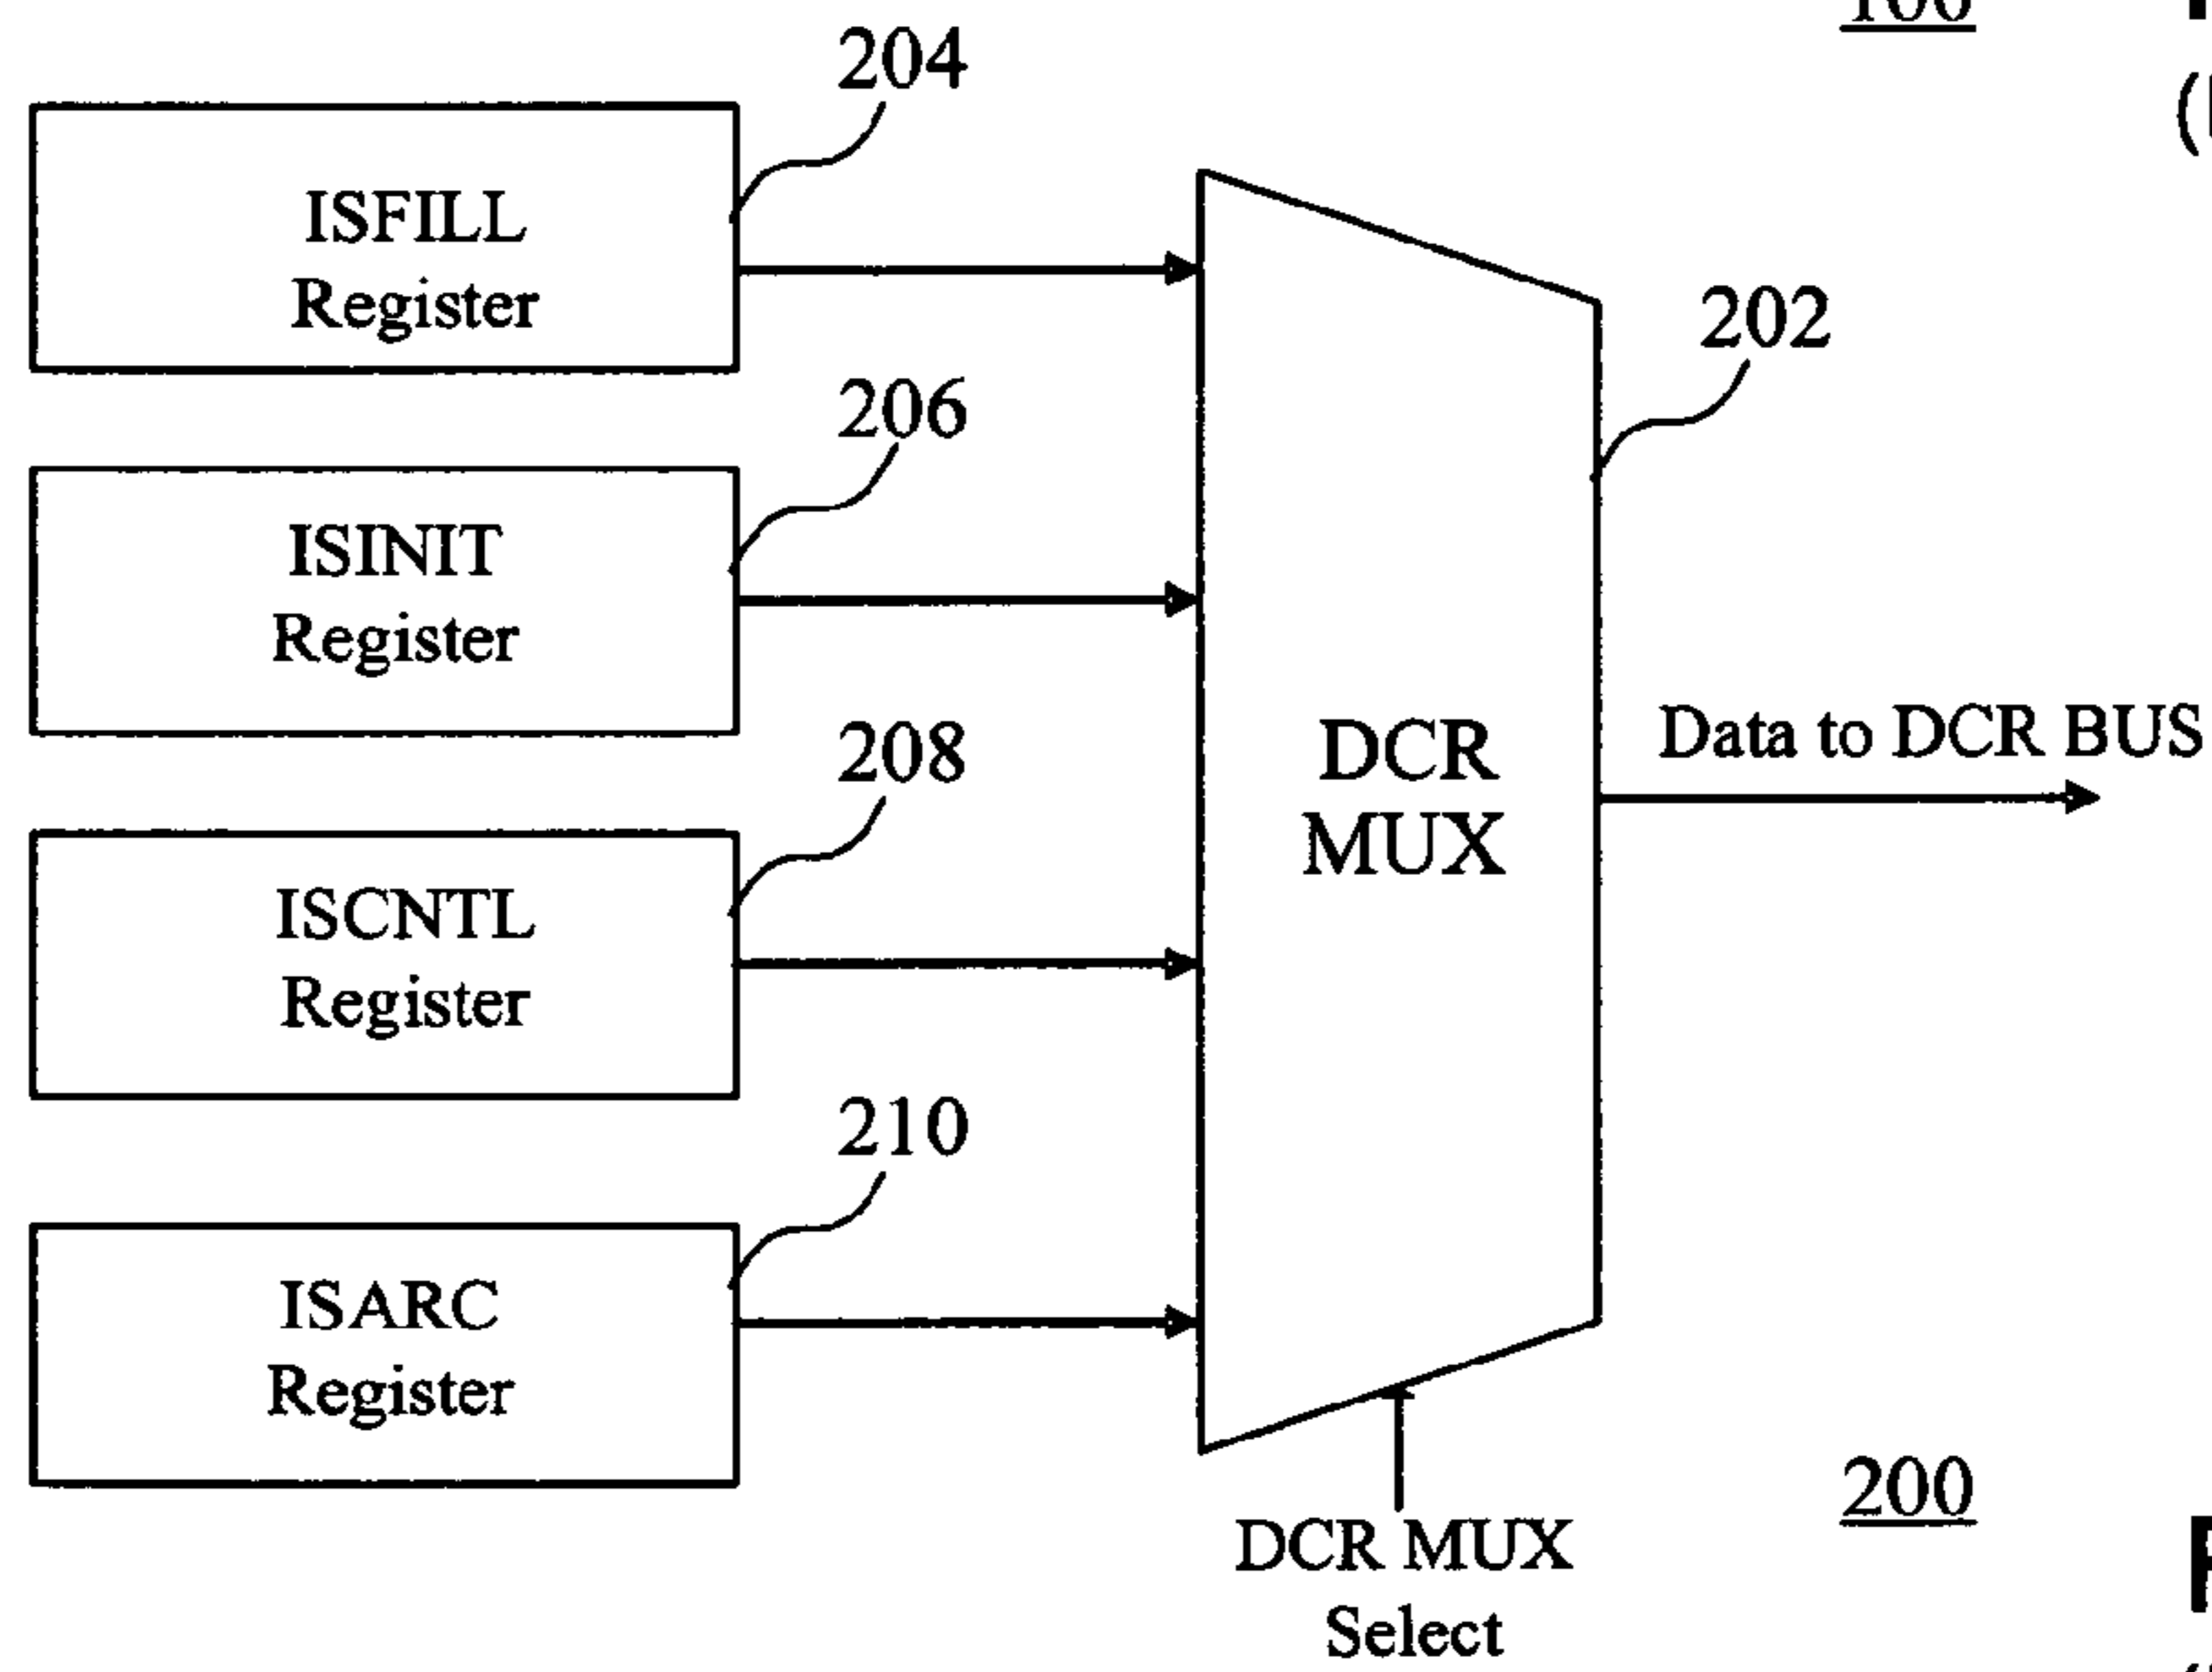 204
ISFILL
Register
202
206
ISINIT
Register
208
DCR
MUX
Data to DCR BUS
ISCNTL
Register
210
ISARC
Register
200
DCR MUX
Select